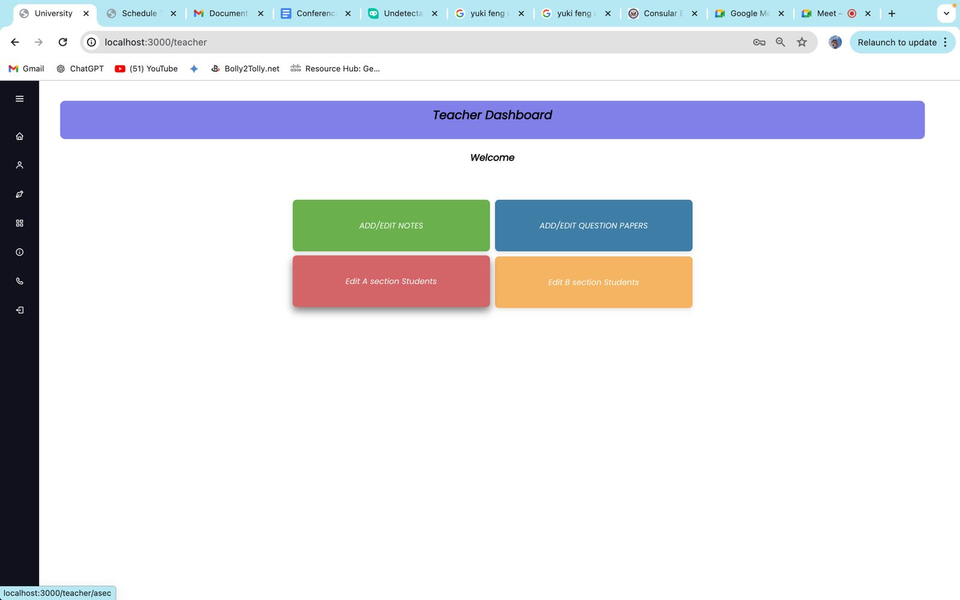 University
Schedule
Document
Conferenc
Undetecta
yuki feng
yuki feng
Consular
Google M
Meet –
localhost:3000/teacher
Relaunch to update
Gmail
ChatGPT
(51) YouTube
Bolly2Tolly.net
Resource Hub: Ge...
Teacher Dashboard
Welcome
ADD/EDIT NOTES
ADD/EDIT QUESTION PAPERS
Edit A section Students
Edit B section Students
localhost:3000/teacher/asec